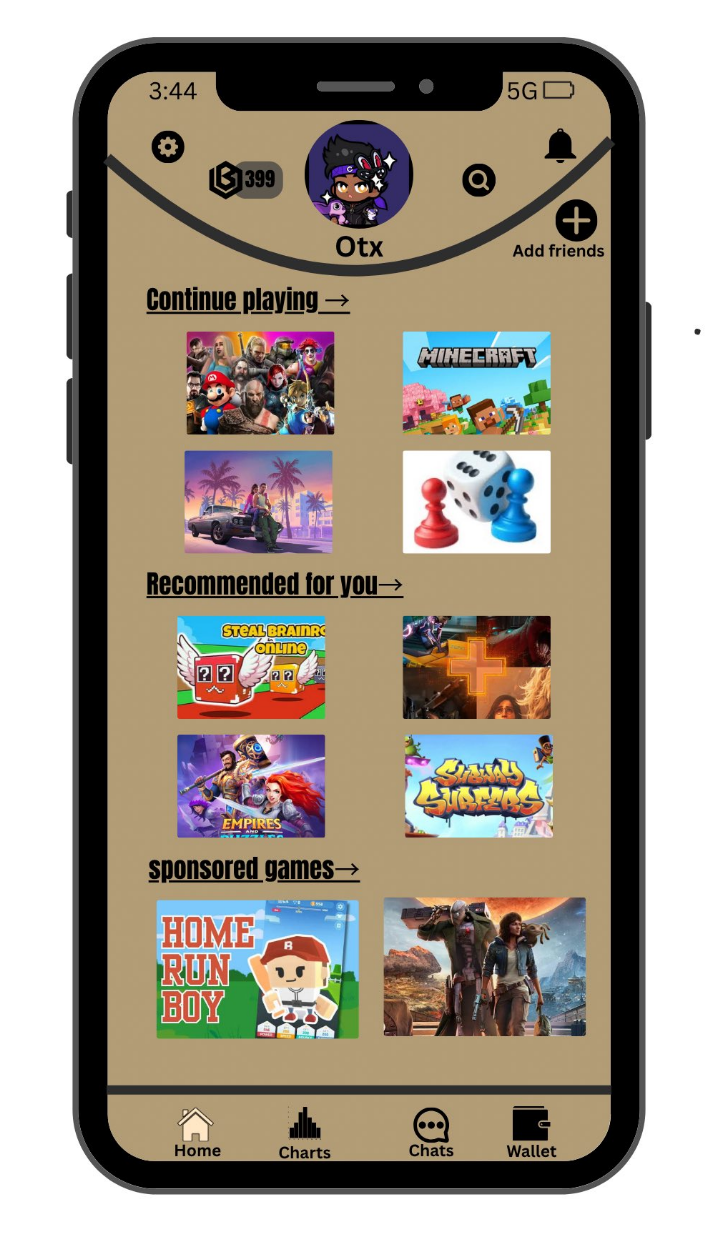 3:44
5G
399
Otx
Add friends
Continue playing →
MINECRAFT
Recommended for you→
STEAL BRAINRO
ONLINE
? ?
? ?
EMPIRES
AND
PUZZLES
SUBWAY
SURFERS
sponsored games→
HOME
RUN
BOY
A
Home
Charts
Chats
Wallet